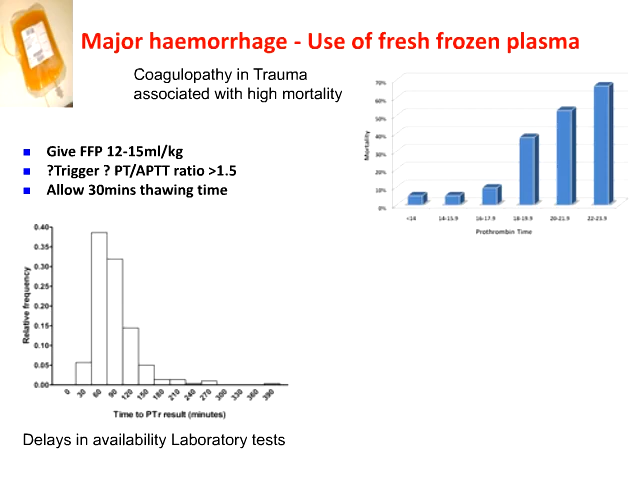 Major haemorrhage - Use of fresh frozen plasma
Coagulopathy in Trauma
associated with high mortality
Give FFP 12-15ml/kg
?Trigger ? PT/APTT ratio >1.5
Allow 30mins thawing time
70%
60%
50%
40%
30%
20%
10%
0%
Mortality
<14 14-15.9 16-17.9 18-19.9 20-21.9 22-23.9
Prothrombin Time
0.40
0.35
0.30
0.25
0.20
0.15
0.10
0.05
0.00
Relative frequency
0 30 60 90 120 150 180 210 240 270 300 330 360 390
Time to PTr result (minutes)
Delays in availability Laboratory tests